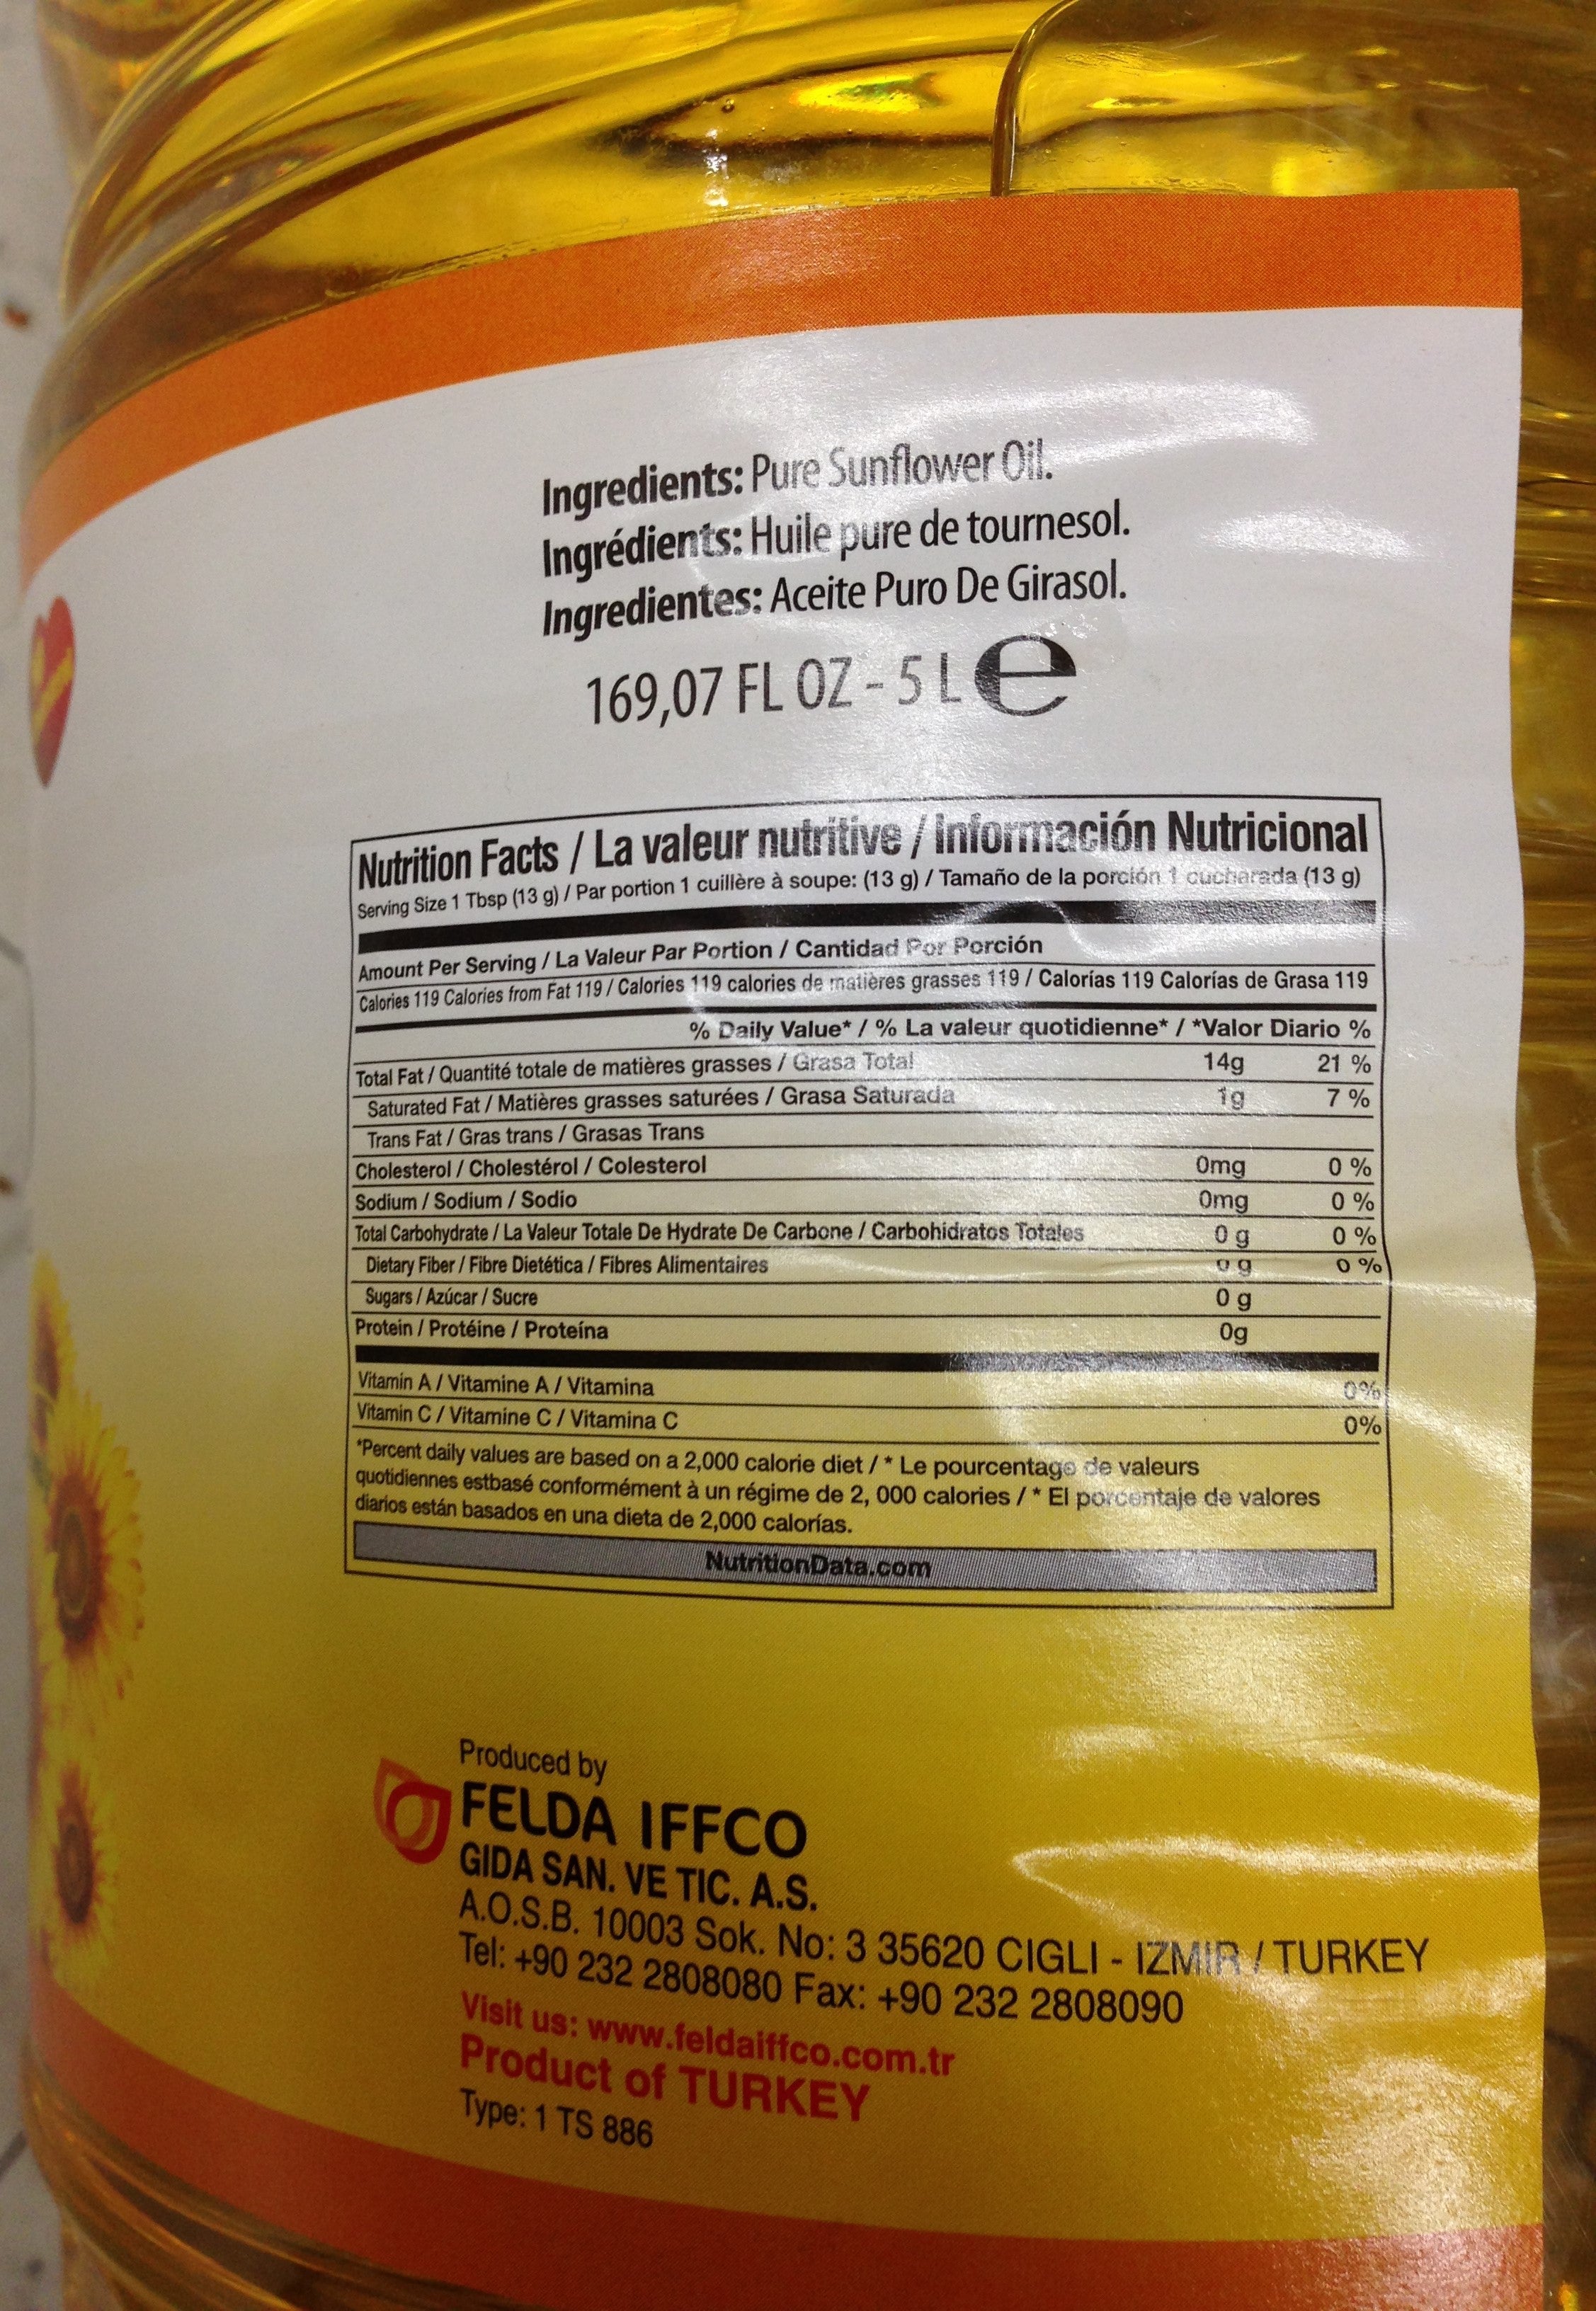 Ingredients: Pure Sunflower Oil.
Ingrédients: Huile pure de tournesol.
Ingredientes: Aceite Puro De Girasol.
169,07 FL OZ - 5 L e
Nutrition Facts / La valeur nutritive / Información Nutricional
Serving Size 1 Tbsp (13 g) / Par portion 1 cuillère à soupe: (13 g) / Tamaño de la porción 1 cucharada (13 g)
Amount Per Serving / La Valeur Par Portion / Cantidad Por Porción
Calories 119 Calories from Fat 119 / Calories 119 calories de matières grasses 119 / Calorías 119 Calorías de Grasa 119
% Daily Value* / % La valeur quotidienne* / *Valor Diario %
Total Fat / Quantité totale de matières grasses / Grasa Total 14g 21 %
Saturated Fat / Matières grasses saturées / Grasa Saturada 1g 7 %
Trans Fat / Gras trans / Grasas Trans
Cholesterol / Cholestérol / Colesterol 0mg 0 %
Sodium / Sodium / Sodio 0mg 0 %
Total Carbohydrate / La Valeur Totale De Hydrate De Carbone / Carbohidratos Totales 0 g 0 %
Dietary Fiber / Fibre Dietética / Fibres Alimentaires 0 g 0 %
Sugars / Azúcar / Sucre 0 g
Protein / Protéine / Proteína 0g
Vitamin A / Vitamine A / Vitamina 0%
Vitamin C / Vitamine C / Vitamina C 0%
*Percent daily values are based on a 2,000 calorie diet / * Le pourcentage de valeurs
quotidiennes estbasé conformément à un régime de 2, 000 calories / * El porcentaje de valores
diarios están basados en una dieta de 2,000 calorías.
NutritionData.com
Produced by
FELDA IFFCO
GIDA SAN. VE TIC. A.S.
A.O.S.B. 10003 Sok. No: 3 35620 CIGLI - IZMIR / TURKEY
Tel: +90 232 2808080 Fax: +90 232 2808090
Visit us: www.feldaiffco.com.tr
Product of TURKEY
Type: 1 TS 886